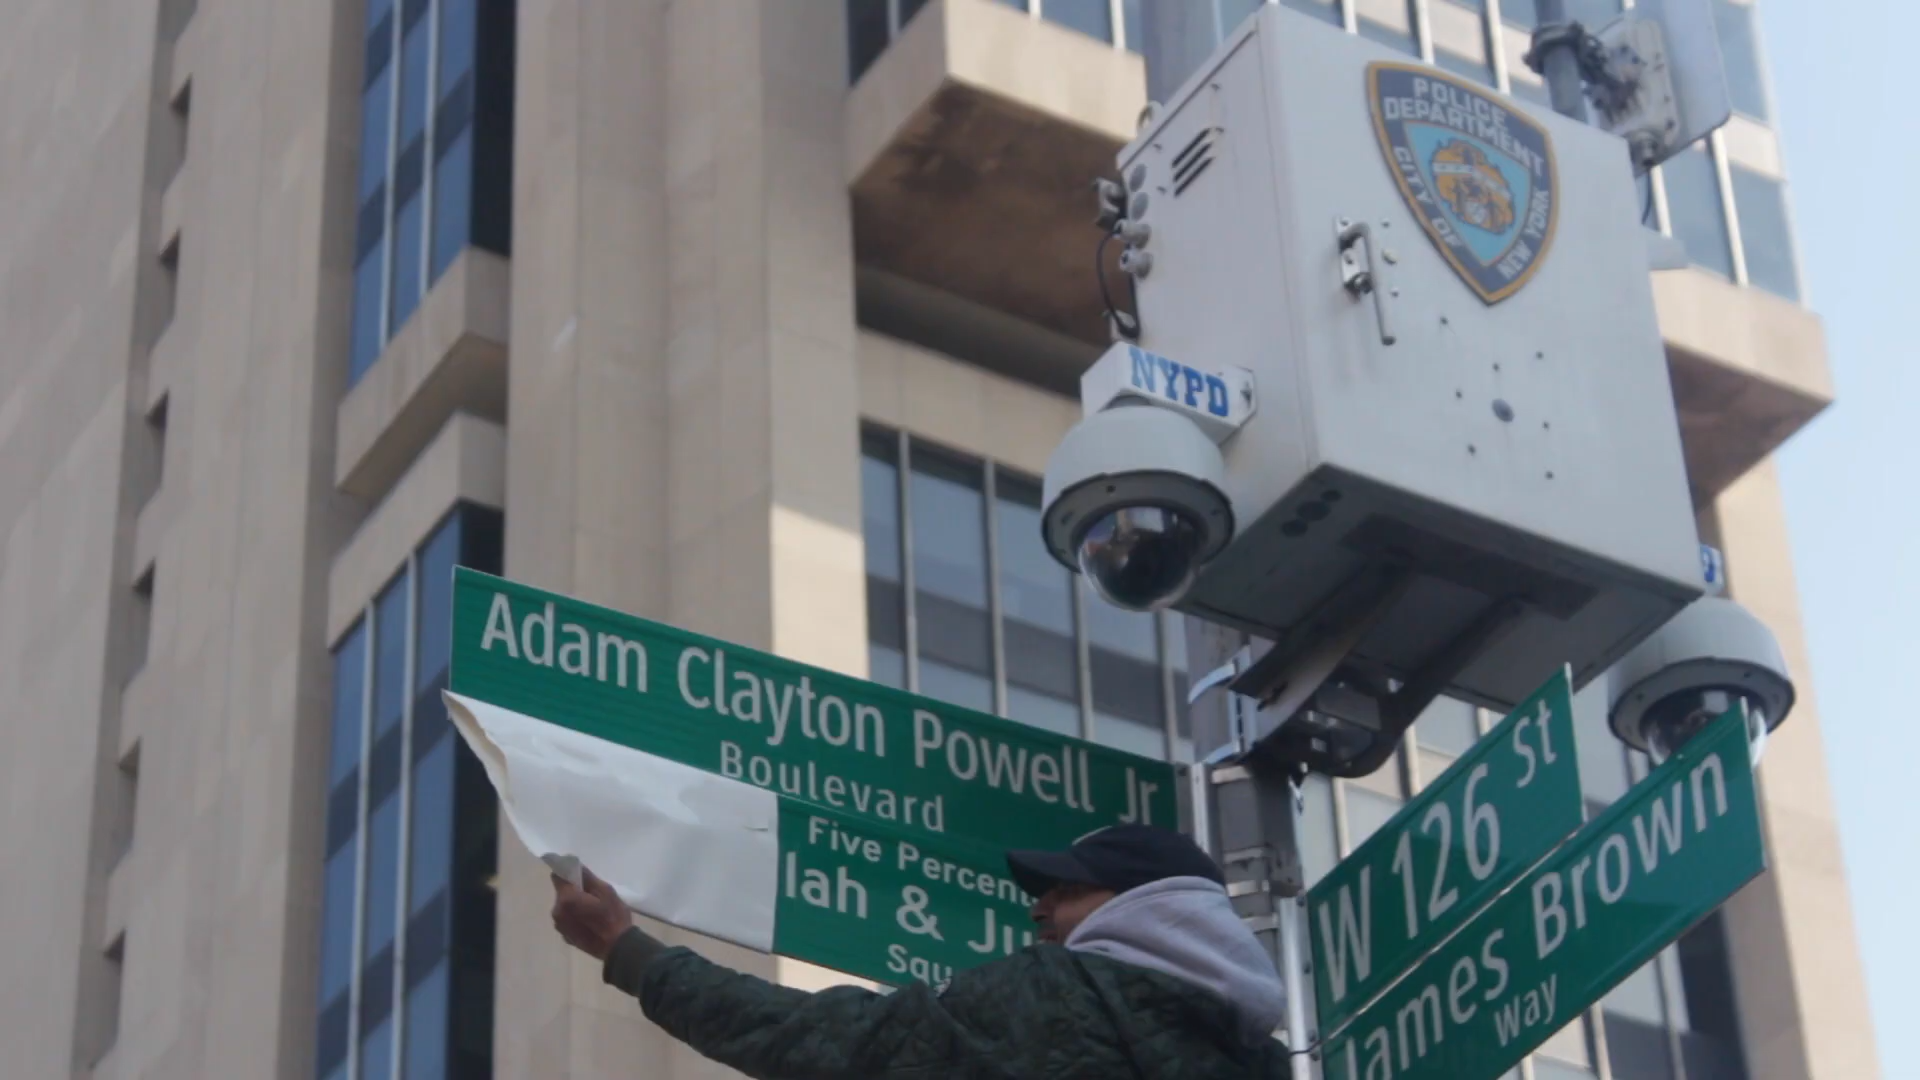 POLICE
DEPARTMENT
CITY OF
NEW YORK
NYPD
Adam Clayton Powell Jr
Boulevard
Five Percent
lah & Ju
Squ
W 126 St
James Brown
Way